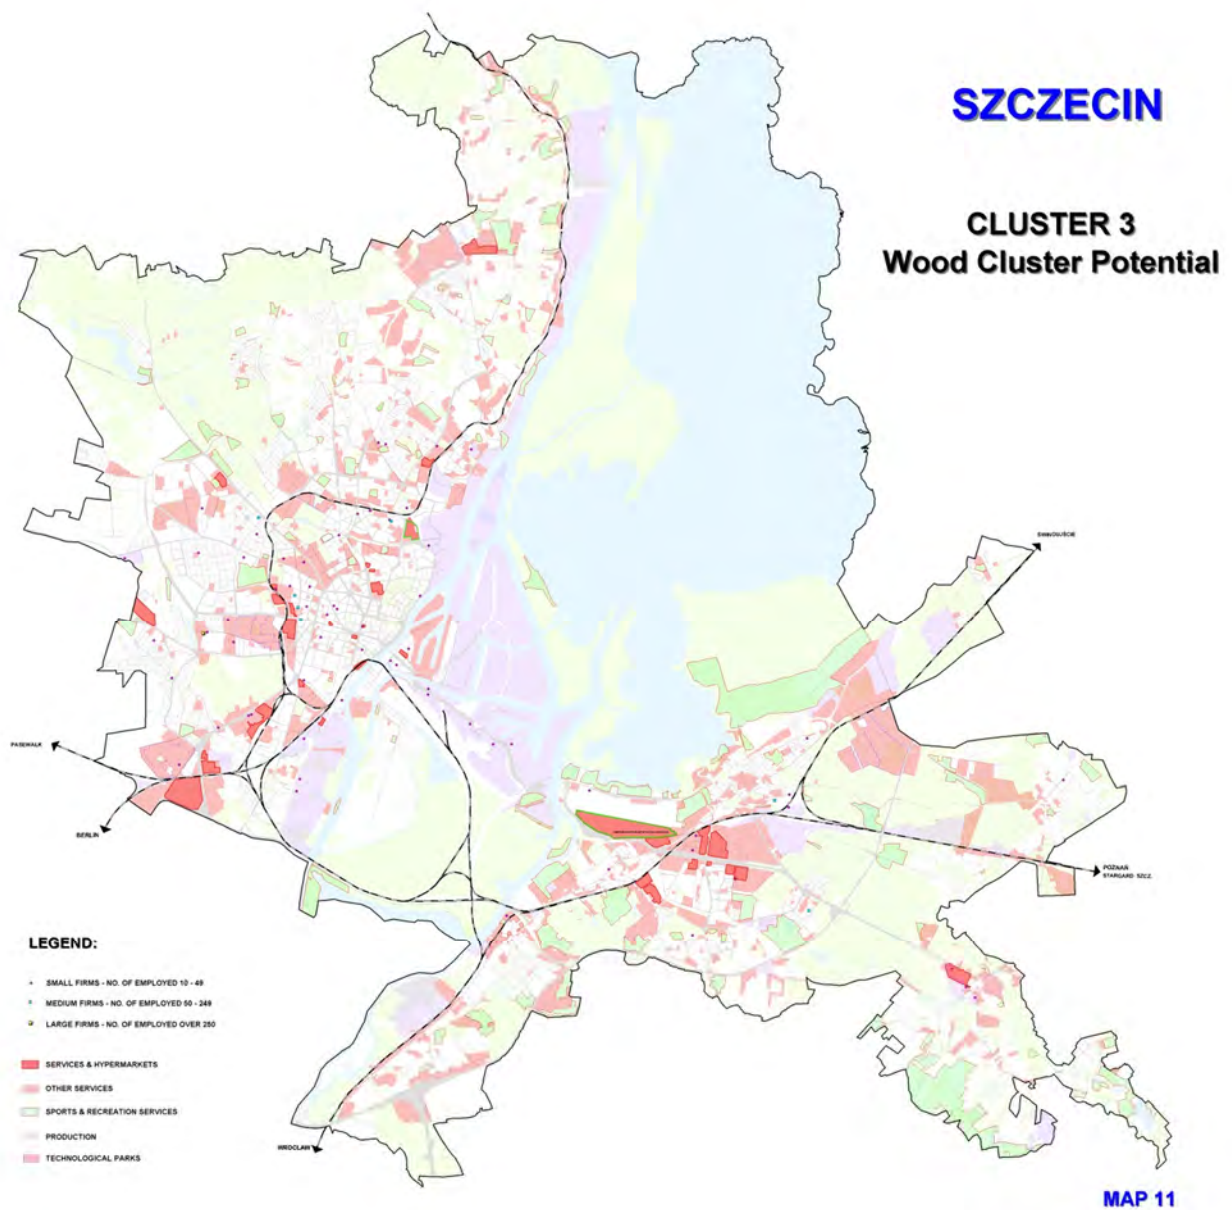 SZCZECIN
CLUSTER 3
Wood Cluster Potential
ŚWINOUJŚCIE
PASEWALK
BERLIN
POZNAŃ
STARGARD SZCZ.
WROCŁAW
LEGEND:
SMALL FIRMS - NO. OF EMPLOYED 10 - 49
MEDIUM FIRMS - NO. OF EMPLOYED 50 - 249
LARGE FIRMS - NO. OF EMPLOYED OVER 250
SERVICES & HYPERMARKETS
OTHER SERVICES
SPORTS & RECREATION SERVICES
PRODUCTION
TECHNOLOGICAL PARKS
MAP 11